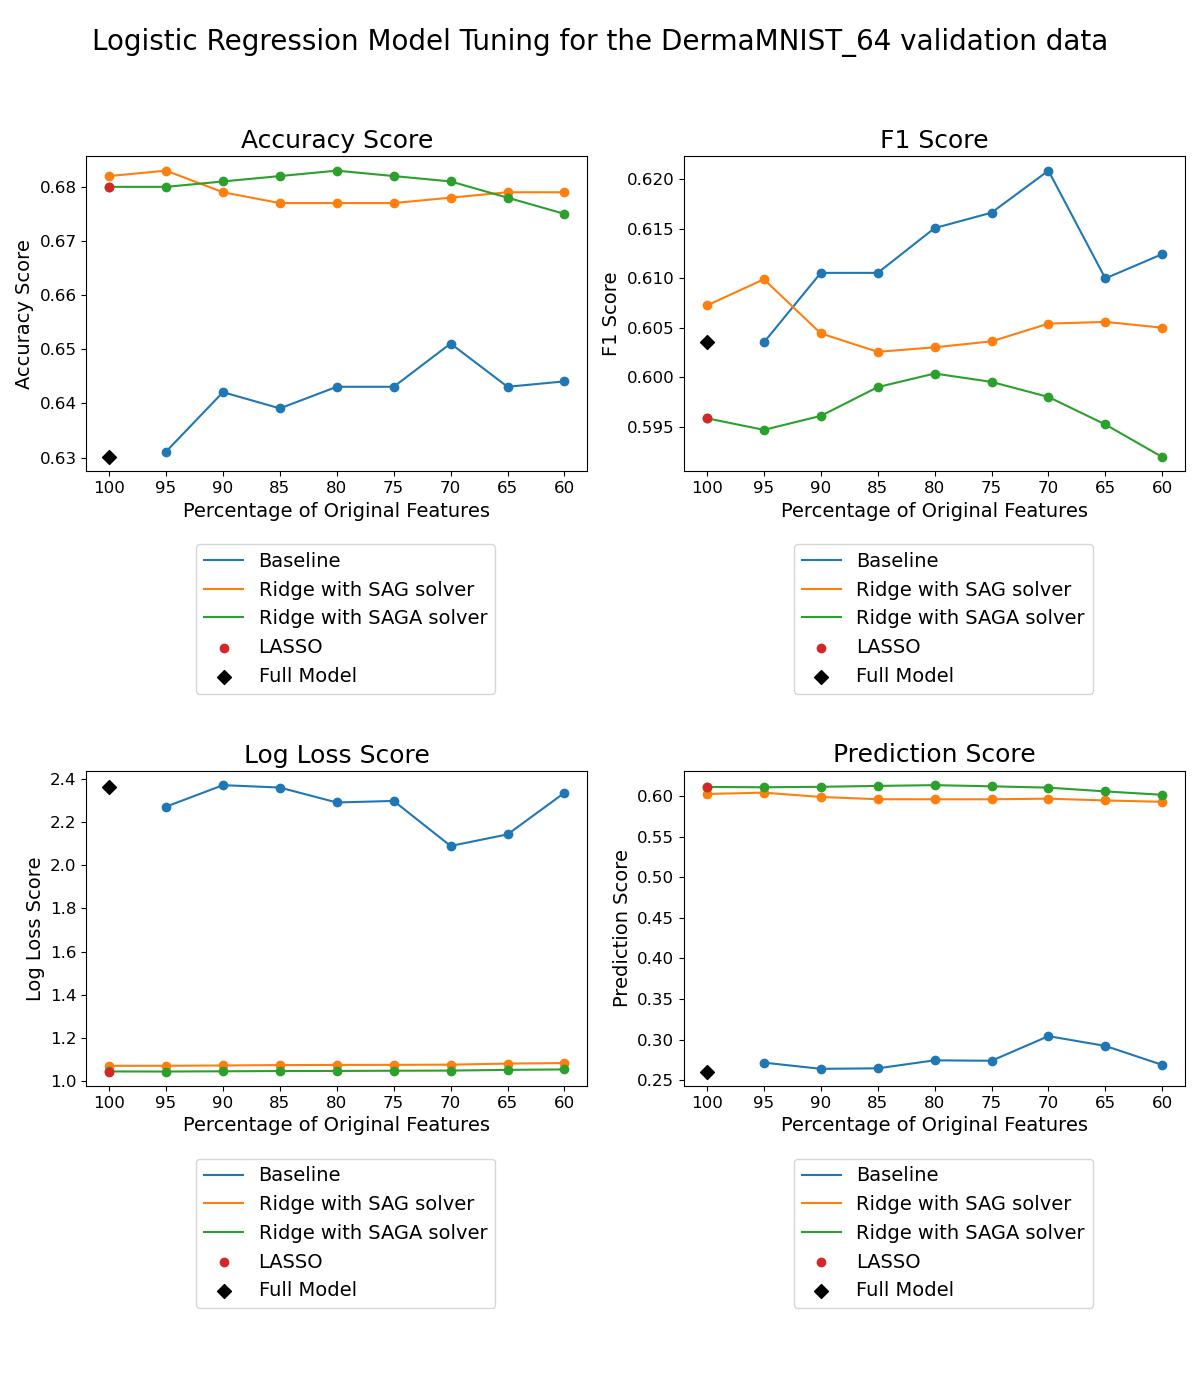 Logistic Regression Model Tuning for the DermaMNIST_64 validation data
Accuracy Score
Accuracy Score
0.68
0.67
0.66
0.65
0.64
0.63
100 95 90 85 80 75 70 65 60
Percentage of Original Features
Baseline
Ridge with SAG solver
Ridge with SAGA solver
LASSO
Full Model
F1 Score
F1 Score
0.620
0.615
0.610
0.605
0.600
0.595
100 95 90 85 80 75 70 65 60
Percentage of Original Features
Baseline
Ridge with SAG solver
Ridge with SAGA solver
LASSO
Full Model
Log Loss Score
Log Loss Score
2.4
2.2
2.0
1.8
1.6
1.4
1.2
1.0
100 95 90 85 80 75 70 65 60
Percentage of Original Features
Baseline
Ridge with SAG solver
Ridge with SAGA solver
LASSO
Full Model
Prediction Score
Prediction Score
0.60
0.55
0.50
0.45
0.40
0.35
0.30
0.25
100 95 90 85 80 75 70 65 60
Percentage of Original Features
Baseline
Ridge with SAG solver
Ridge with SAGA solver
LASSO
Full Model